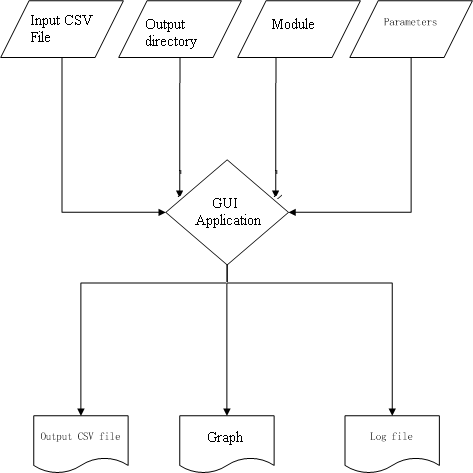 Input CSV
File
Output
directory
Module
Parameters
GUI
Application
Output CSV file
Graph
Log file